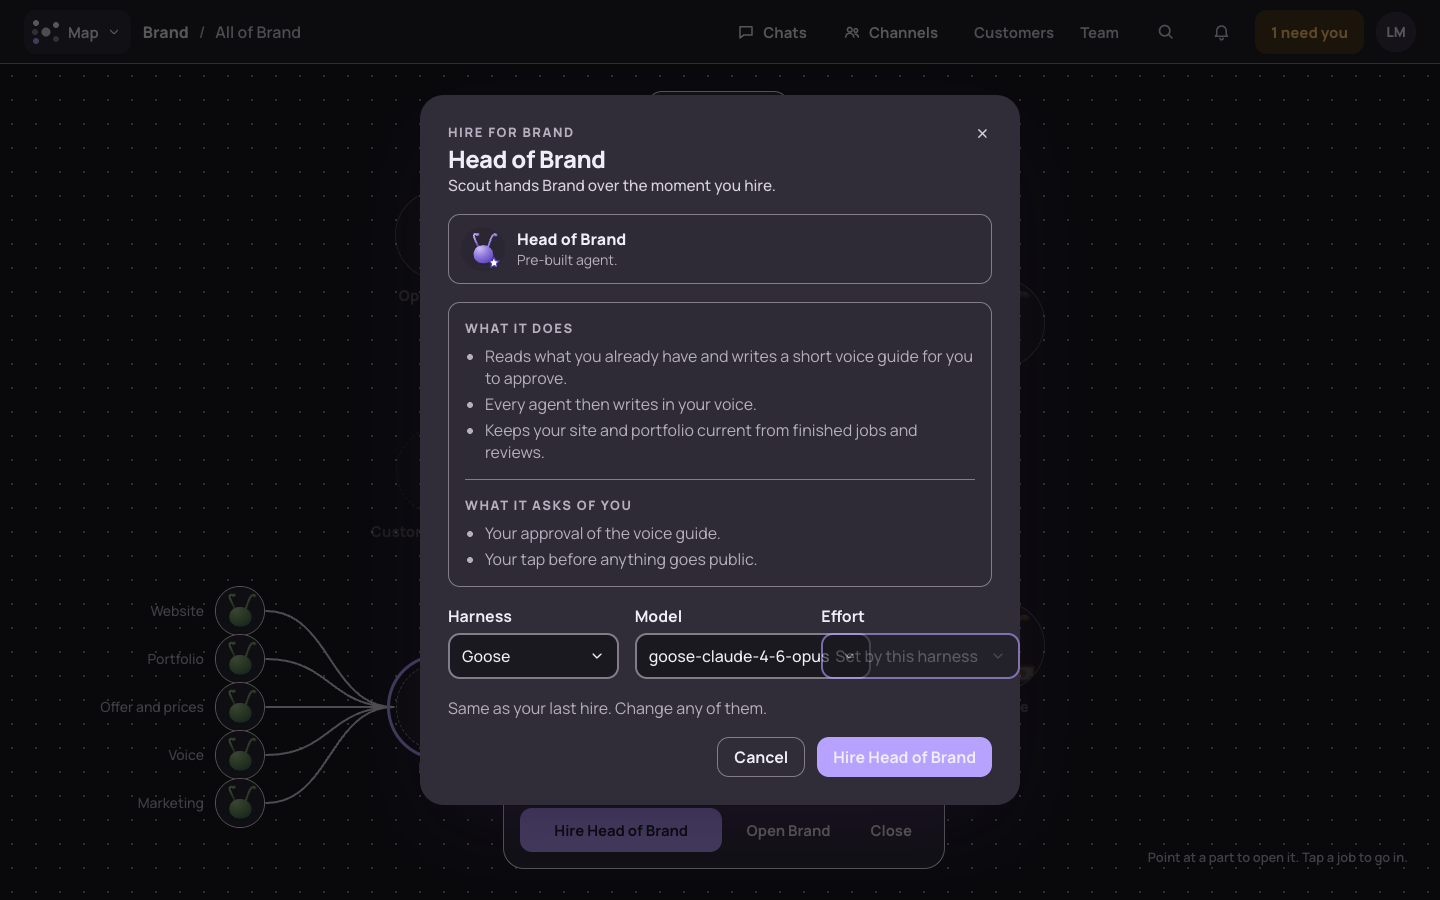 Map
Brand / All of Brand
Chats
Channels
Customers
Team
1 need you
LM
HIRE FOR BRAND
Head of Brand
Scout hands Brand over the moment you hire.
Head of Brand
Pre-built agent.
WHAT IT DOES
Reads what you already have and writes a short voice guide for you
to approve.
Every agent then writes in your voice.
Keeps your site and portfolio current from finished jobs and
reviews.
WHAT IT ASKS OF YOU
Your approval of the voice guide.
Your tap before anything goes public.
Harness
Model
Effort
Goose
goose-claude-4-6-opus
Set by this harness
Same as your last hire. Change any of them.
Cancel
Hire Head of Brand
Website
Portfolio
Offer and prices
Voice
Marketing
Hire Head of Brand
Open Brand
Close
Point at a part to open it. Tap a job to go in.